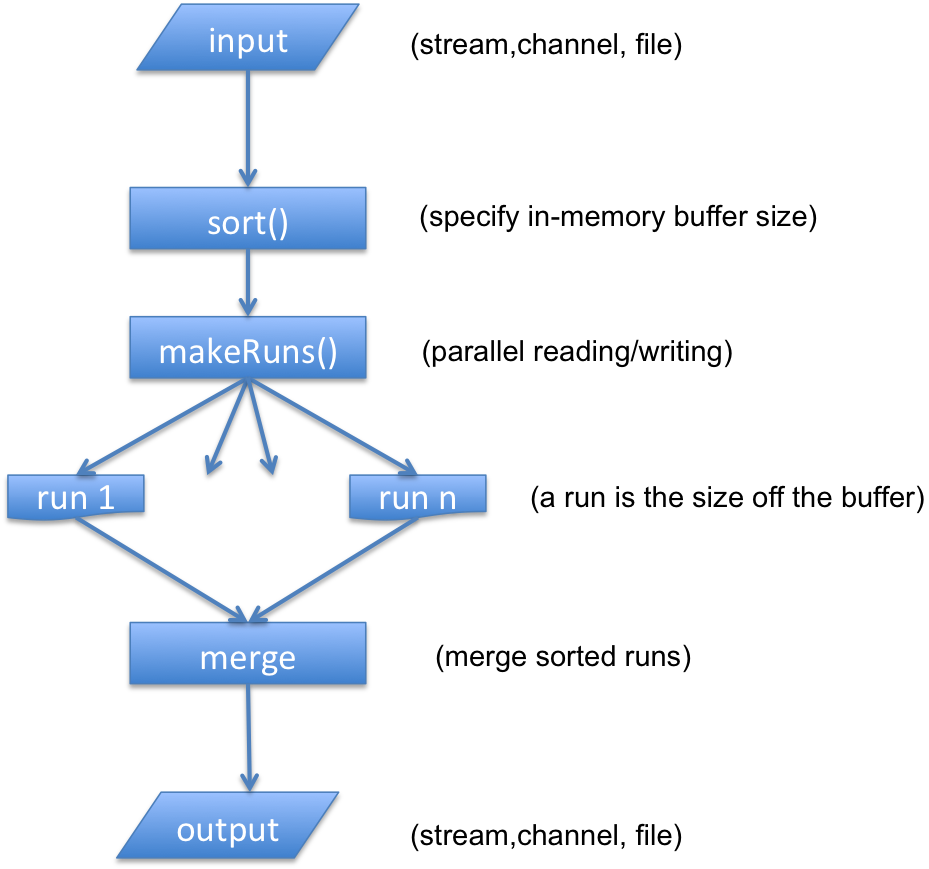 input
(stream,channel, file)
sort()
(specify in-memory buffer size)
makeRuns()
(parallel reading/writing)
run 1
run n
(a run is the size off the buffer)
merge
(merge sorted runs)
output
(stream,channel, file)